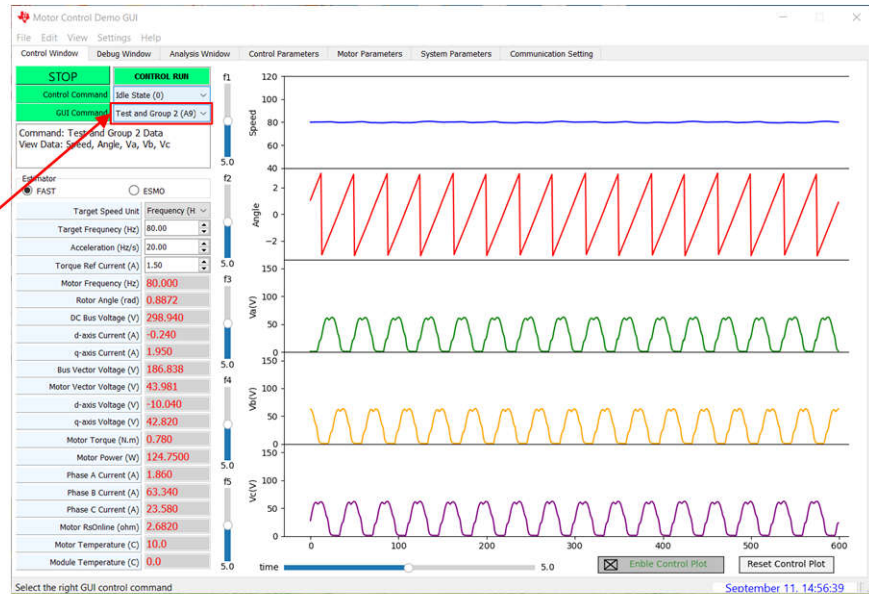 Motor Control Demo GUI
File Edit View Settings Help
Control Window Debug Window Analysis Wnidow Control Parameters Motor Parameters System Parameters Communication Setting
STOP CONTROL RUN
Control Command Idle State (0)
GUI Command Test and Group 2 (A9)
Command: Test and Group 2 Data
View Data: Speed, Angle, Va, Vb, Vc
Estimator
FAST ESMO
Target Speed Unit Frequency (H
Target Frequnecy (Hz) 80.00
Acceleration (Hz/s) 20.00
Torque Ref Current (A) 1.50
Motor Frequency (Hz) 80.000
Rotor Angle (rad) 0.8872
DC Bus Voltage (V) 298.940
d-axis Current (A) -0.240
q-axis Current (A) 1.950
Bus Vector Voltage (V) 186.838
Motor Vector Voltage (V) 43.981
d-axis Voltage (V) -10.040
q-axis Voltage (V) 42.820
Motor Torque (N.m) 0.780
Motor Power (W) 124.7500
Phase A Current (A) 1.860
Phase B Current (A) 63.340
Phase C Current (A) 23.580
Motor RsOnline (ohm) 2.6820
Motor Temperature (C) 10.0
Module Temperature (C) 0.0
f1
5.0
f2
5.0
f3
5.0
f4
5.0
f5
5.0
Speed
120
100
80
60
40
Angle
2
0
−2
Va(V)
150
100
50
0
Vb(V)
150
100
50
0
Vc(V)
150
100
50
0
0 100 200 300 400 500 600
time 5.0 Enble Control Plot Reset Control Plot
Select the right GUI control command
September 11, 14:56:39